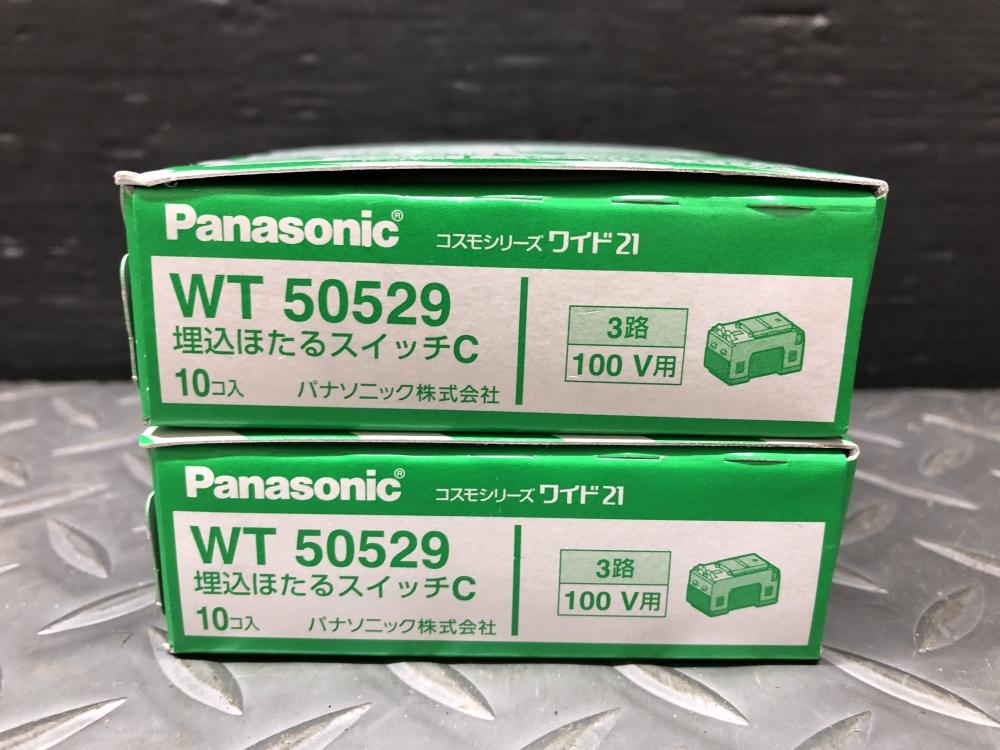 Panasonic® コスモシリーズ ワイド21
WT 50529
埋込ほたるスイッチC
10コ入 パナソニック株式会社
3路
100 V用
Panasonic® コスモシリーズ ワイド21
WT 50529
埋込ほたるスイッチC
10コ入 パナソニック株式会社
3路
100 V用